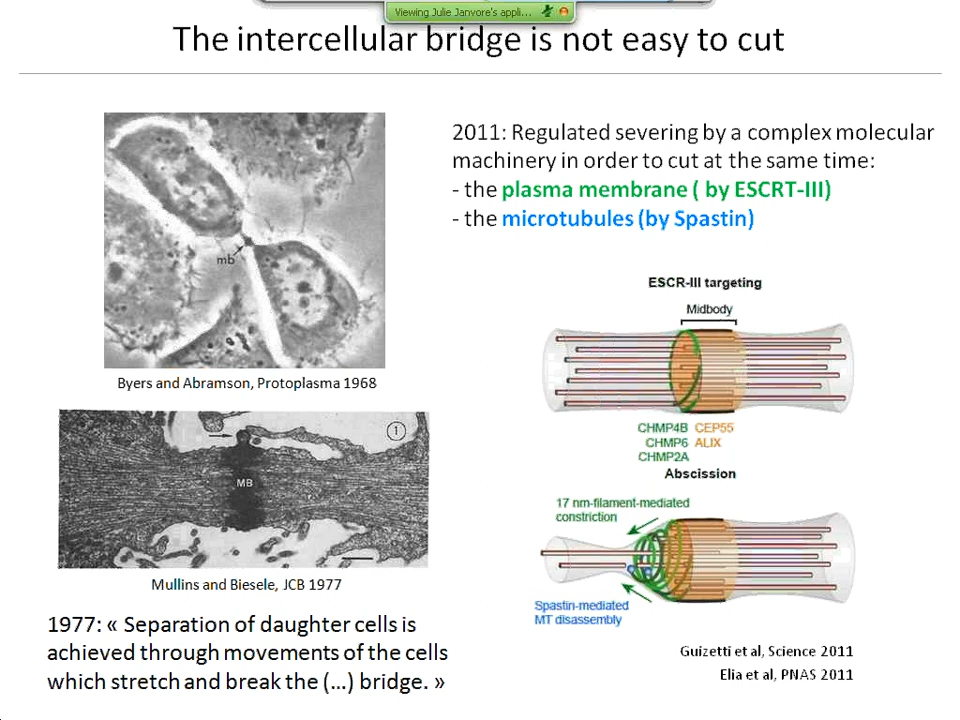 Viewing Julie Janvore's appli...
The intercellular bridge is not easy to cut
mb
Byers and Abramson, Protoplasma 1968
1
MB
Mullins and Biesele, JCB 1977
1977: « Separation of daughter cells is
achieved through movements of the cells
which stretch and break the (…) bridge. »
2011: Regulated severing by a complex molecular
machinery in order to cut at the same time:
- the plasma membrane ( by ESCRT-III)
- the microtubules (by Spastin)
ESCR-III targeting
Midbody
CHMP4B CEP55
CHMP6 ALIX
CHMP2A
Abscission
17 nm-filament-mediated
constriction
Spastin-mediated
MT disassembly
Guizetti et al, Science 2011
Elia et al, PNAS 2011